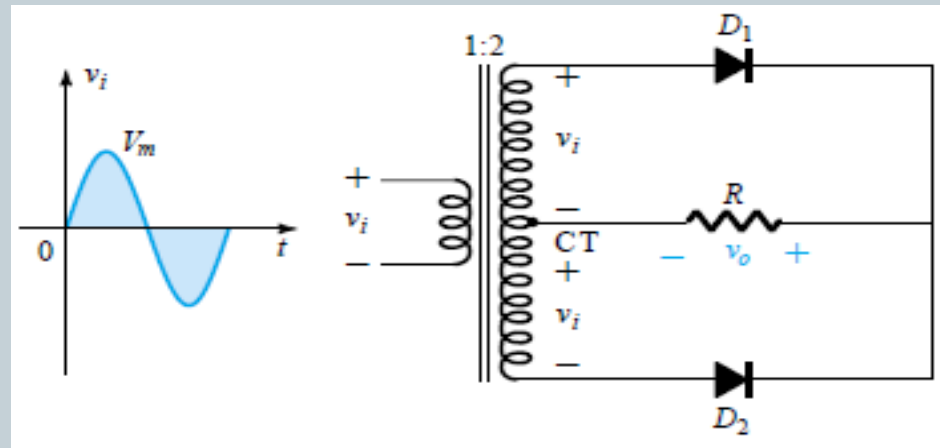 v_i
V_m
0
t
+
v_i
−
1:2
+
v_i
−
CT
+
v_i
−
D_1
R
− v_o +
D_2